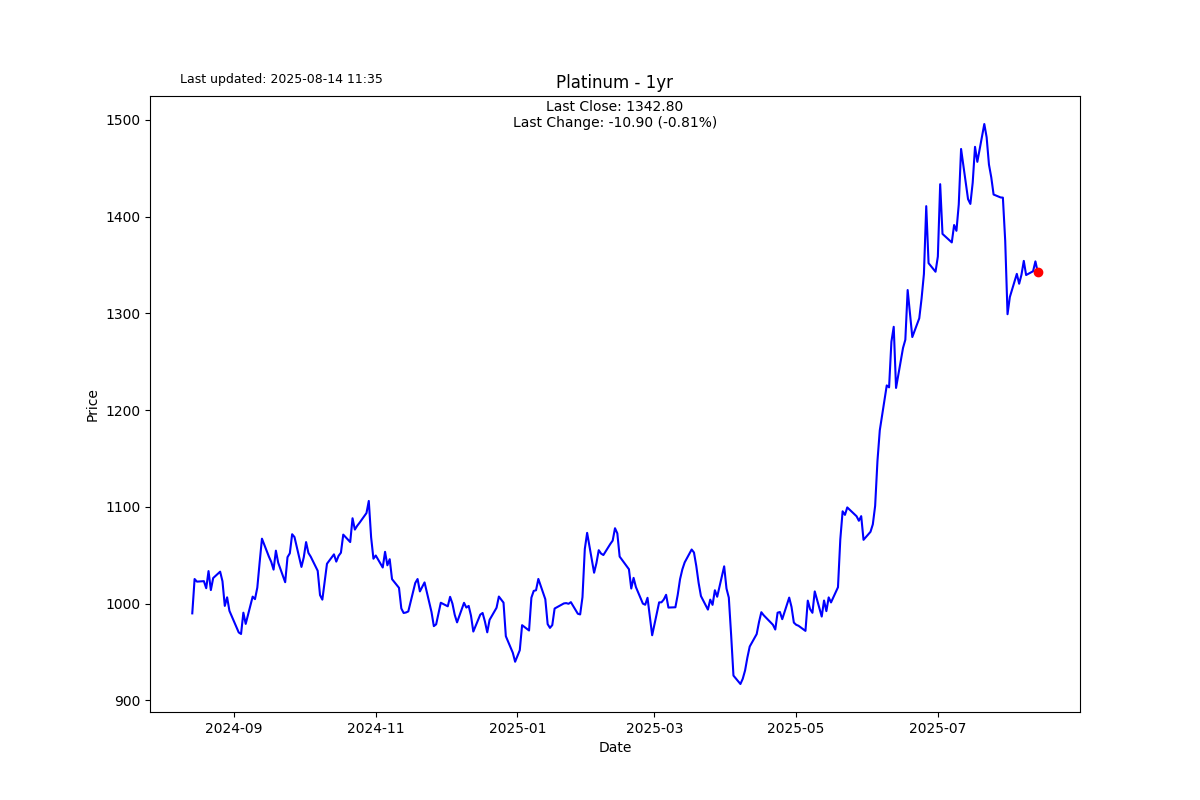 Last updated: 2025-08-14 11:35
Platinum - 1yr
Last Close: 1342.80
Last Change: -10.90 (-0.81%)
1500
1400
1300
1200
1100
1000
900
Price
2024-09
2024-11
2025-01
2025-03
2025-05
2025-07
Date